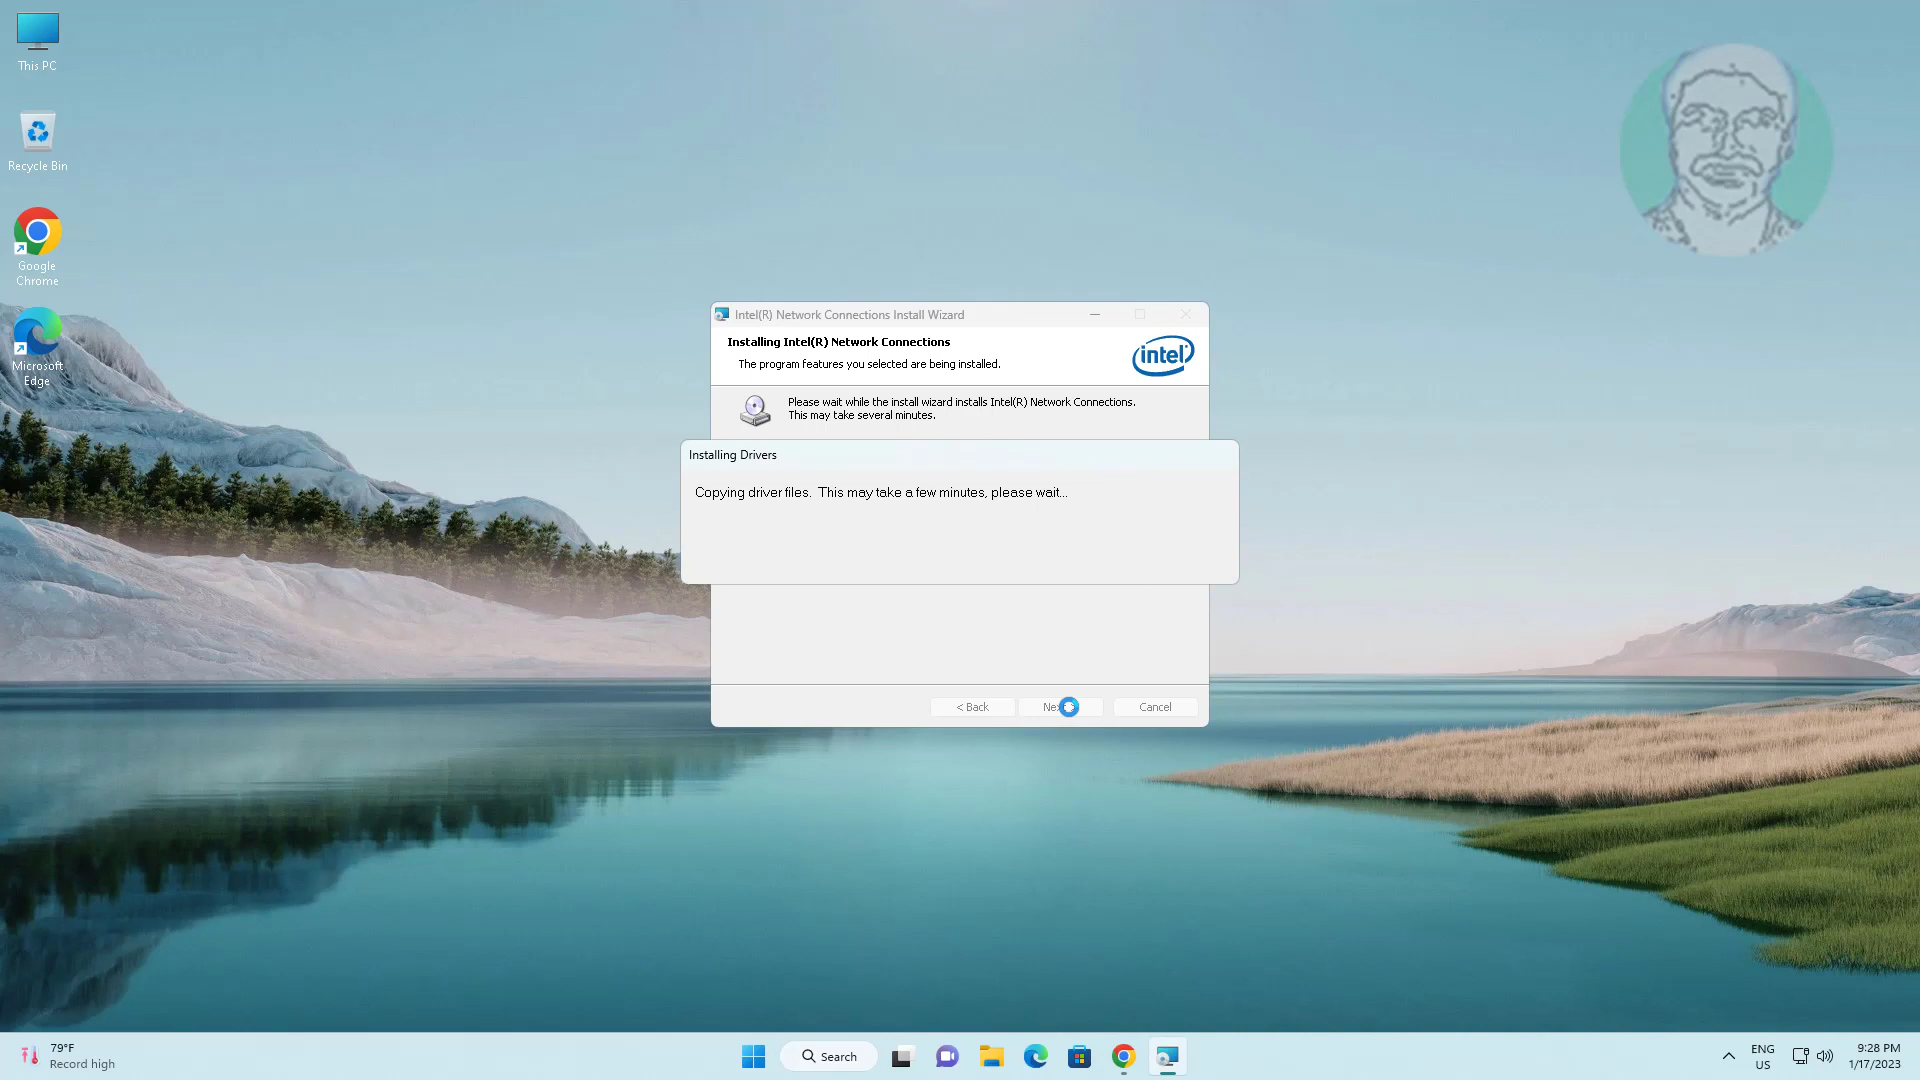 This PC
Recycle Bin
Google
Chrome
Microsoft
Edge
Intel(R) Network Connections Install Wizard
Installing Intel(R) Network Connections
The program features you selected are being installed.
intel
Please wait while the install wizard installs Intel(R) Network Connections.
This may take several minutes.
Installing Drivers
Copying driver files.  This may take a few minutes, please wait...
< Back
Cancel
79°F
Record high
Search
ENG
US
9:28 PM
1/17/2023